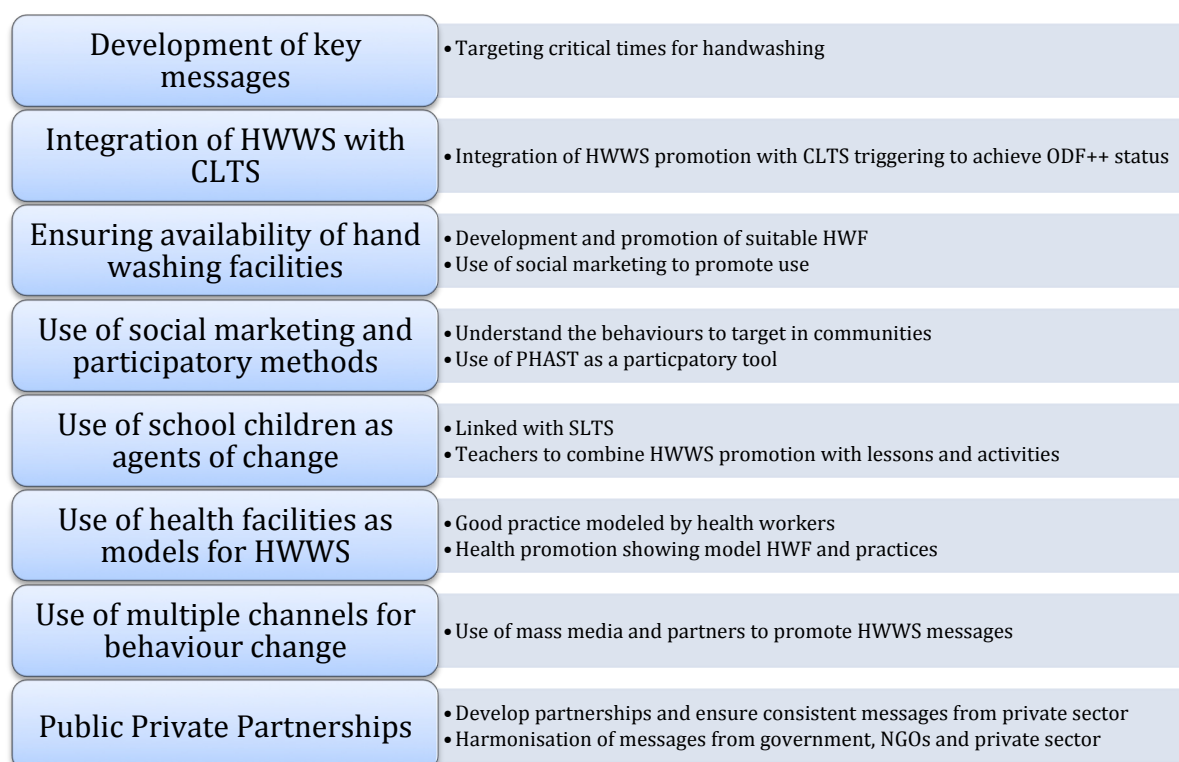 Development of key
messages
• Targeting critical times for handwashing
Integration of HWWS with
CLTS
• Integration of HWWS promotion with CLTS triggering to achieve ODF++ status
Ensuring availability of hand
washing facilities
• Development and promotion of suitable HWF
• Use of social marketing to promote use
Use of social marketing and
participatory methods
• Understand the behaviours to target in communities
• Use of PHAST as a particpatory tool
Use of school children as
agents of change
• Linked with SLTS
• Teachers to combine HWWS promotion with lessons and activities
Use of health facilities as
models for HWWS
• Good practice modeled by health workers
• Health promotion showing model HWF and practices
Use of multiple channels for
behaviour change
• Use of mass media and partners to promote HWWS messages
Public Private Partnerships
• Develop partnerships and ensure consistent messages from private sector
• Harmonisation of messages from government, NGOs and private sector